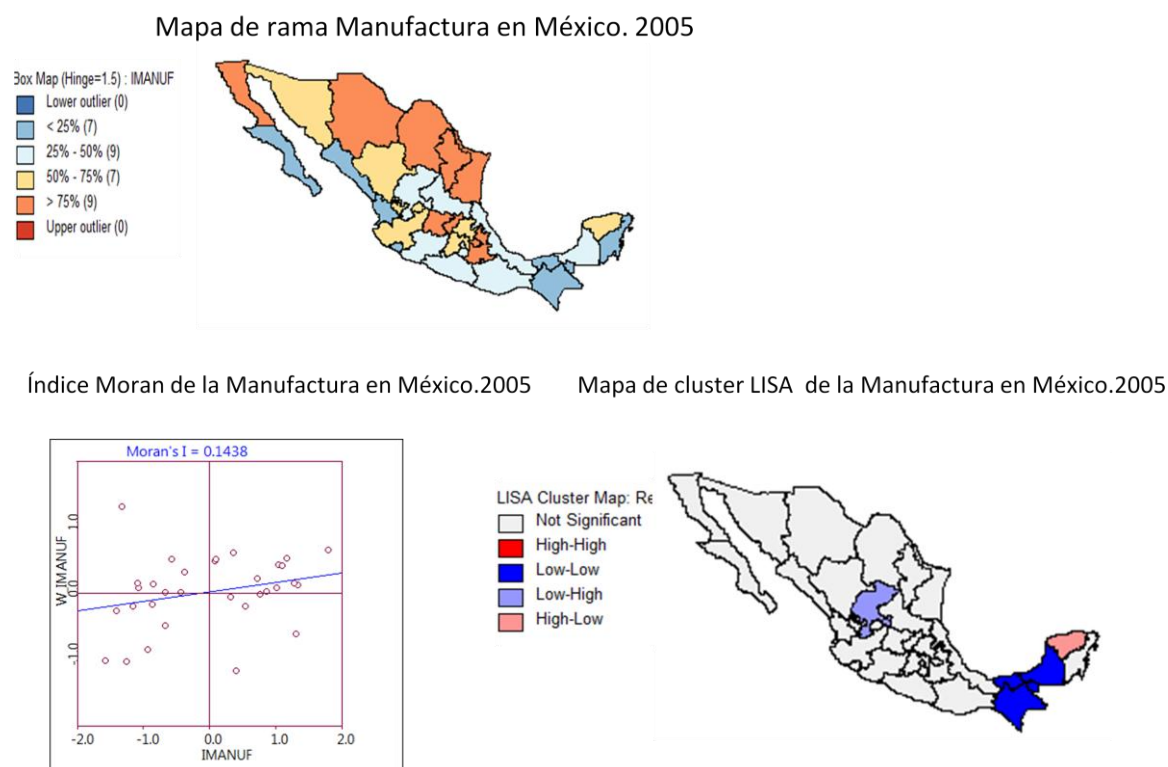 Mapa de rama Manufactura en México. 2005
Box Map (Hinge=1.5) : IMANUF
Lower outlier (0)
< 25% (7)
25% - 50% (9)
50% - 75% (7)
> 75% (9)
Upper outlier (0)
Índice Moran de la Manufactura en México.2005
Mapa de cluster LISA de la Manufactura en México.2005
Moran's I = 0.1438
W_IMANUF
1.0
0.0
-1.0
-2.0 -1.0 0.0 1.0 2.0
IMANUF
LISA Cluster Map: Re
Not Significant
High-High
Low-Low
Low-High
High-Low